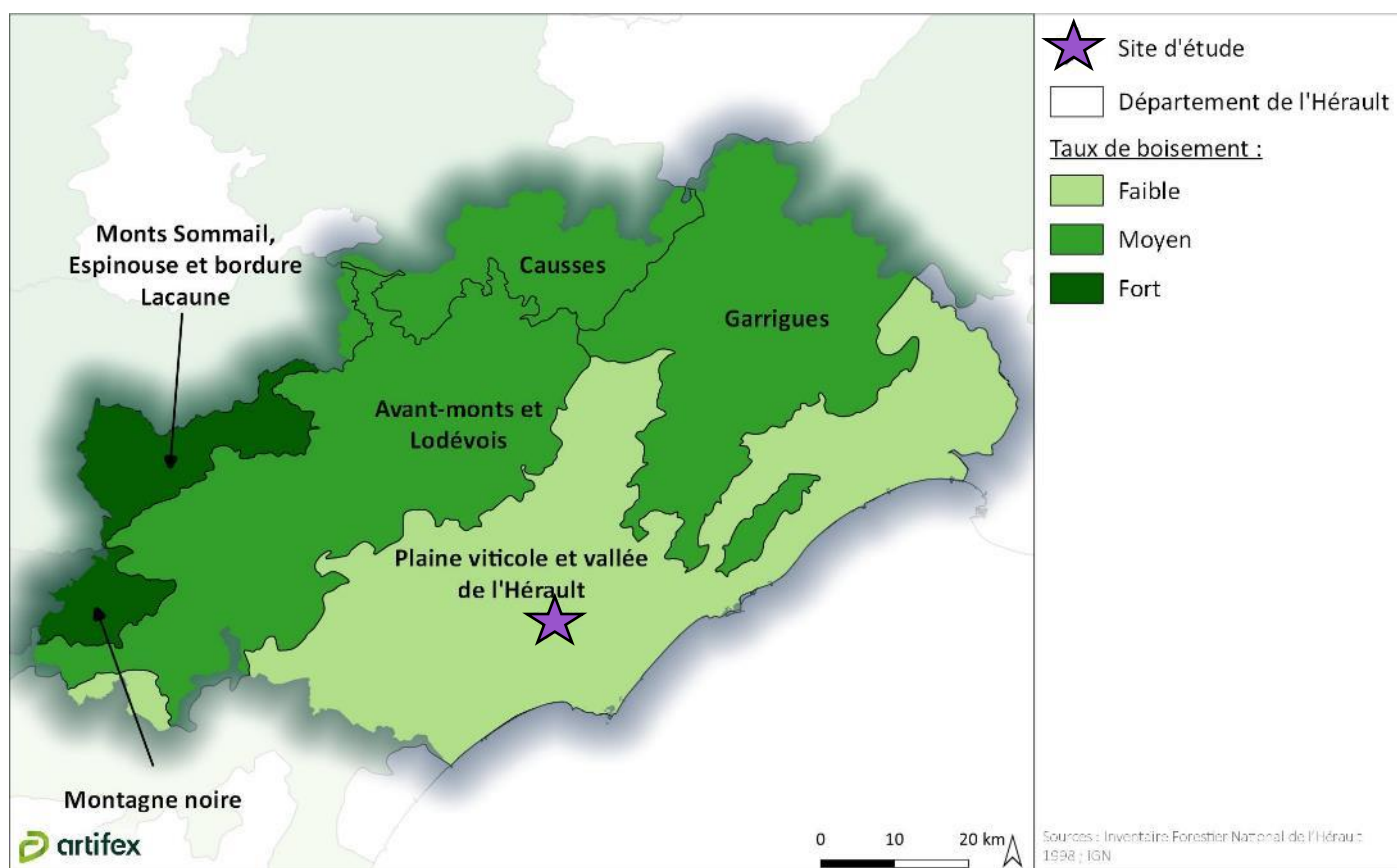 Monts Sommail,
Espinouse et bordure
Lacaune
Causses
Garrigues
Avant-monts et
Lodévois
Plaine viticole et vallée
de l'Hérault
Montagne noire
artifex
0 10 20 km
Site d'étude
Département de l'Hérault
Taux de boisement :
Faible
Moyen
Fort
Sources : Inventaire Forestier National de l'Hérault
1998 ; IGN